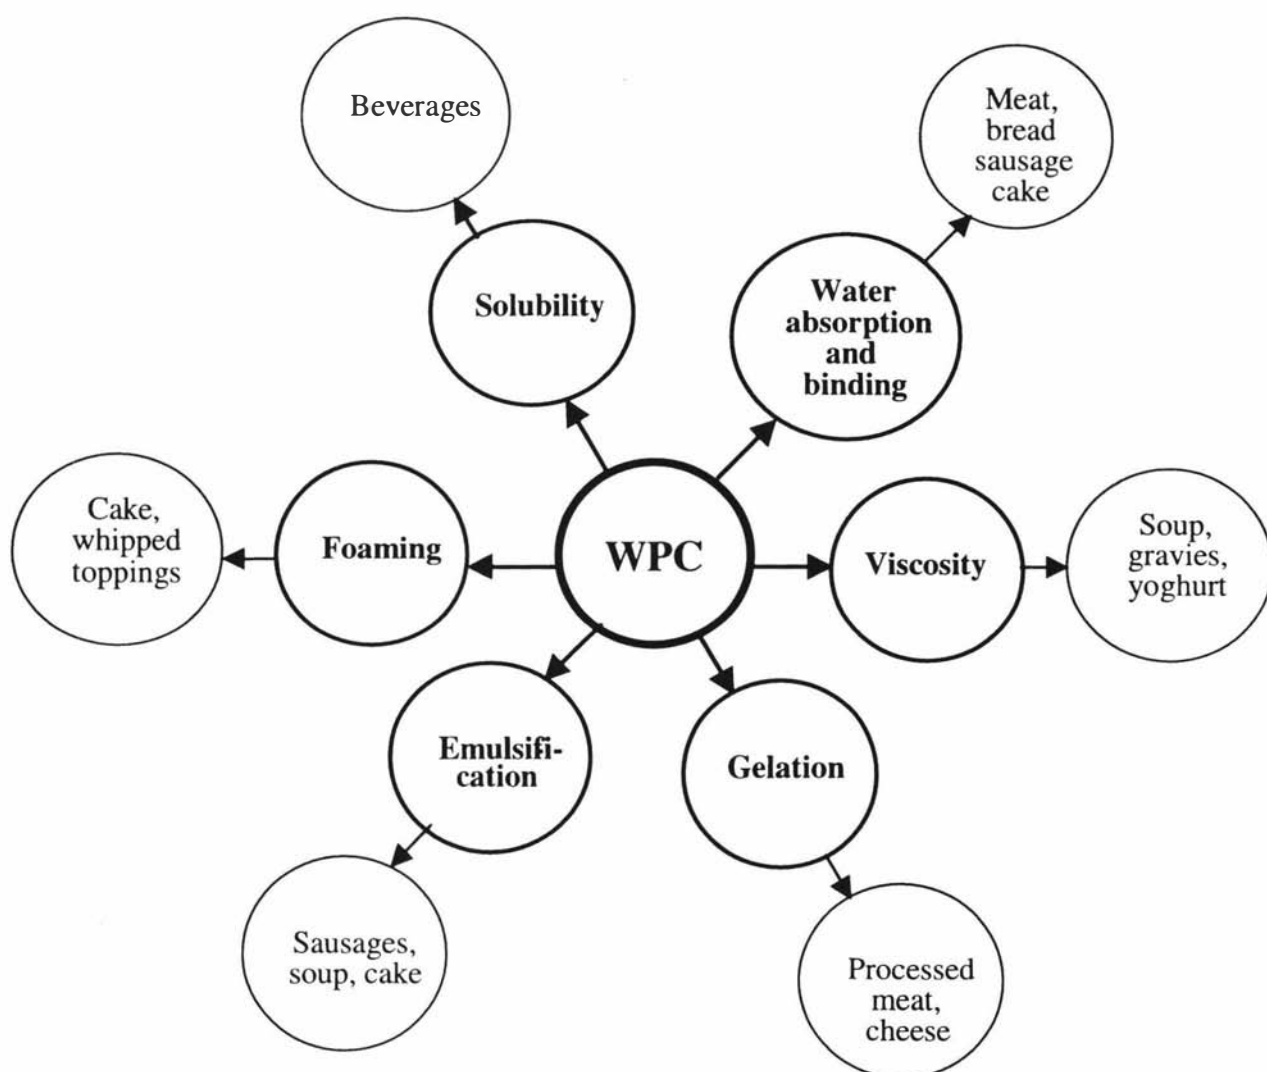 Beverages
Meat,
bread
sausage
cake
Solubility
Water
absorption
and
binding
Cake,
whipped
toppings
Foaming
WPC
Viscosity
Soup,
gravies,
yoghurt
Emulsifi-
cation
Gelation
Sausages,
soup, cake
Processed
meat,
cheese